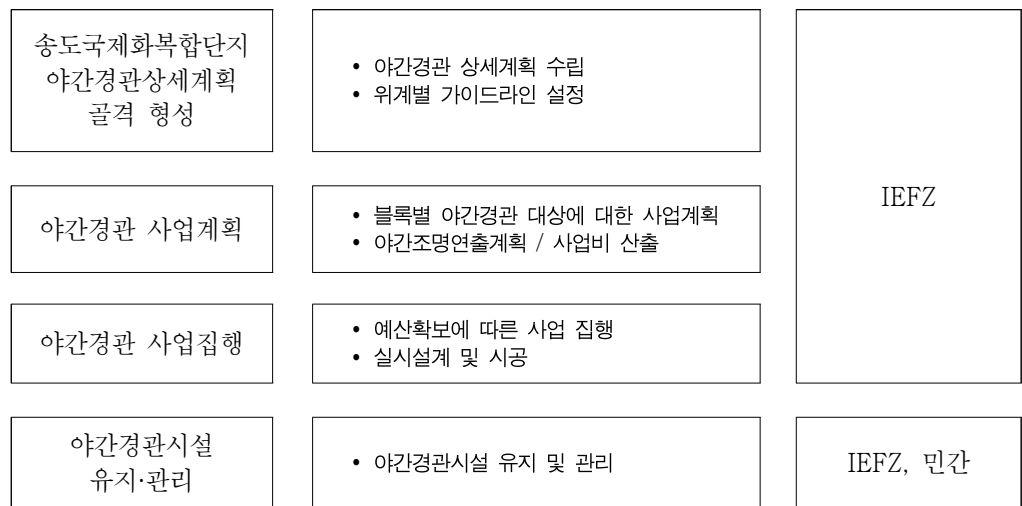 송도국제화복합단지
야간경관상세계획
골격 형성
• 야간경관 상세계획 수립
• 위계별 가이드라인 설정
IEFZ
야간경관 사업계획
• 블록별 야간경관 대상에 대한 사업계획
• 야간조명연출계획 / 사업비 산출
야간경관 사업집행
• 예산확보에 따른 사업 집행
• 실시설계 및 시공
야간경관시설
유지·관리
• 야간경관시설 유지 및 관리
IEFZ, 민간